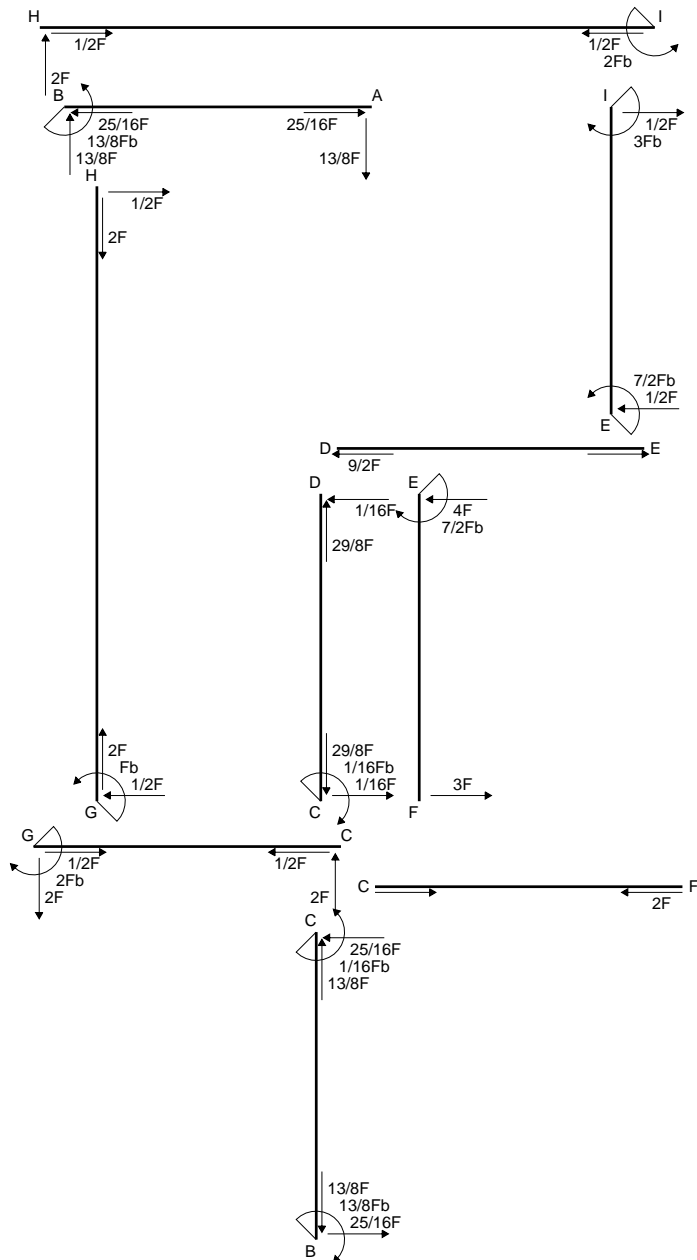 H I
1/2F 1/2F
2Fb
2F
B A I
25/16F 25/16F 1/2F
13/8Fb 3Fb
13/8F 13/8F
H
1/2F
2F
7/2Fb
1/2F
E
D E
9/2F
D E
1/16F 4F
7/2Fb
29/8F
2F 29/8F
Fb 1/16Fb
1/2F 1/16F 3F
G C F
G C
1/2F 1/2F
2Fb
2F 2F
C F
2F
C
25/16F
1/16Fb
13/8F
13/8F
13/8Fb
25/16F
B